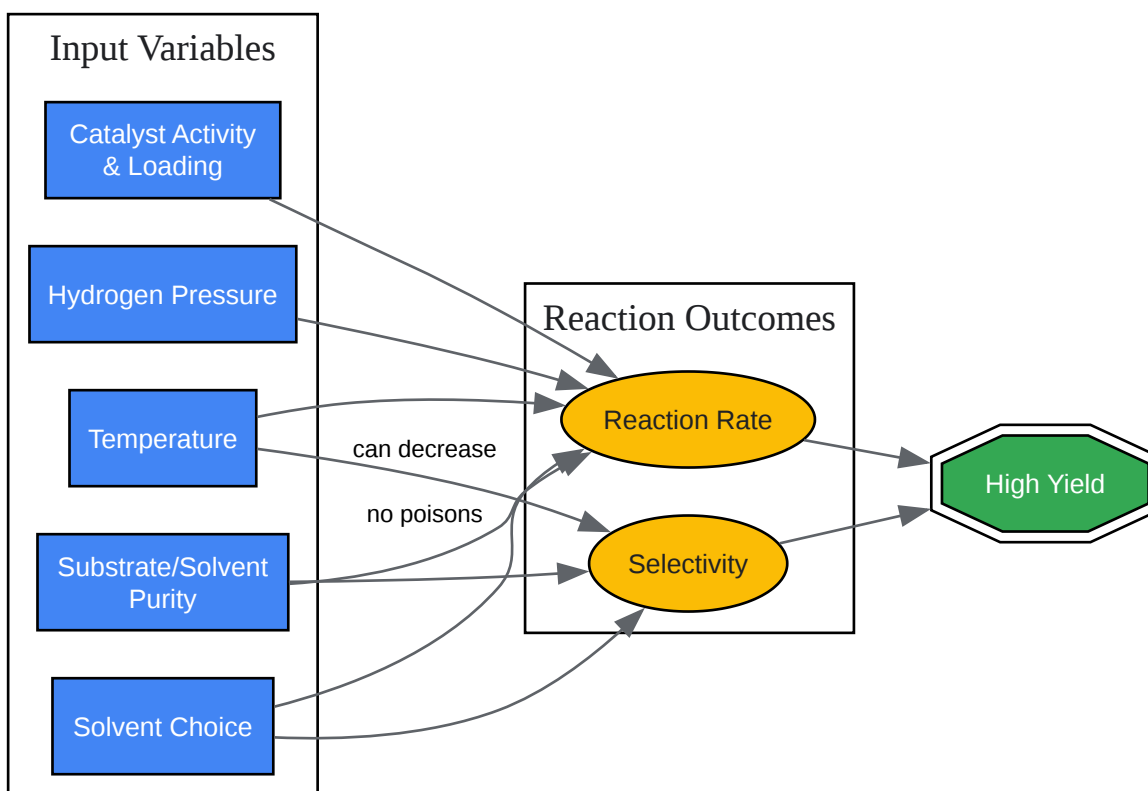 Input Variables
Catalyst Activity
& Loading
Hydrogen Pressure
Temperature
Substrate/Solvent
Purity
Solvent Choice
can decrease
no poisons
Reaction Outcomes
Reaction Rate
Selectivity
High Yield